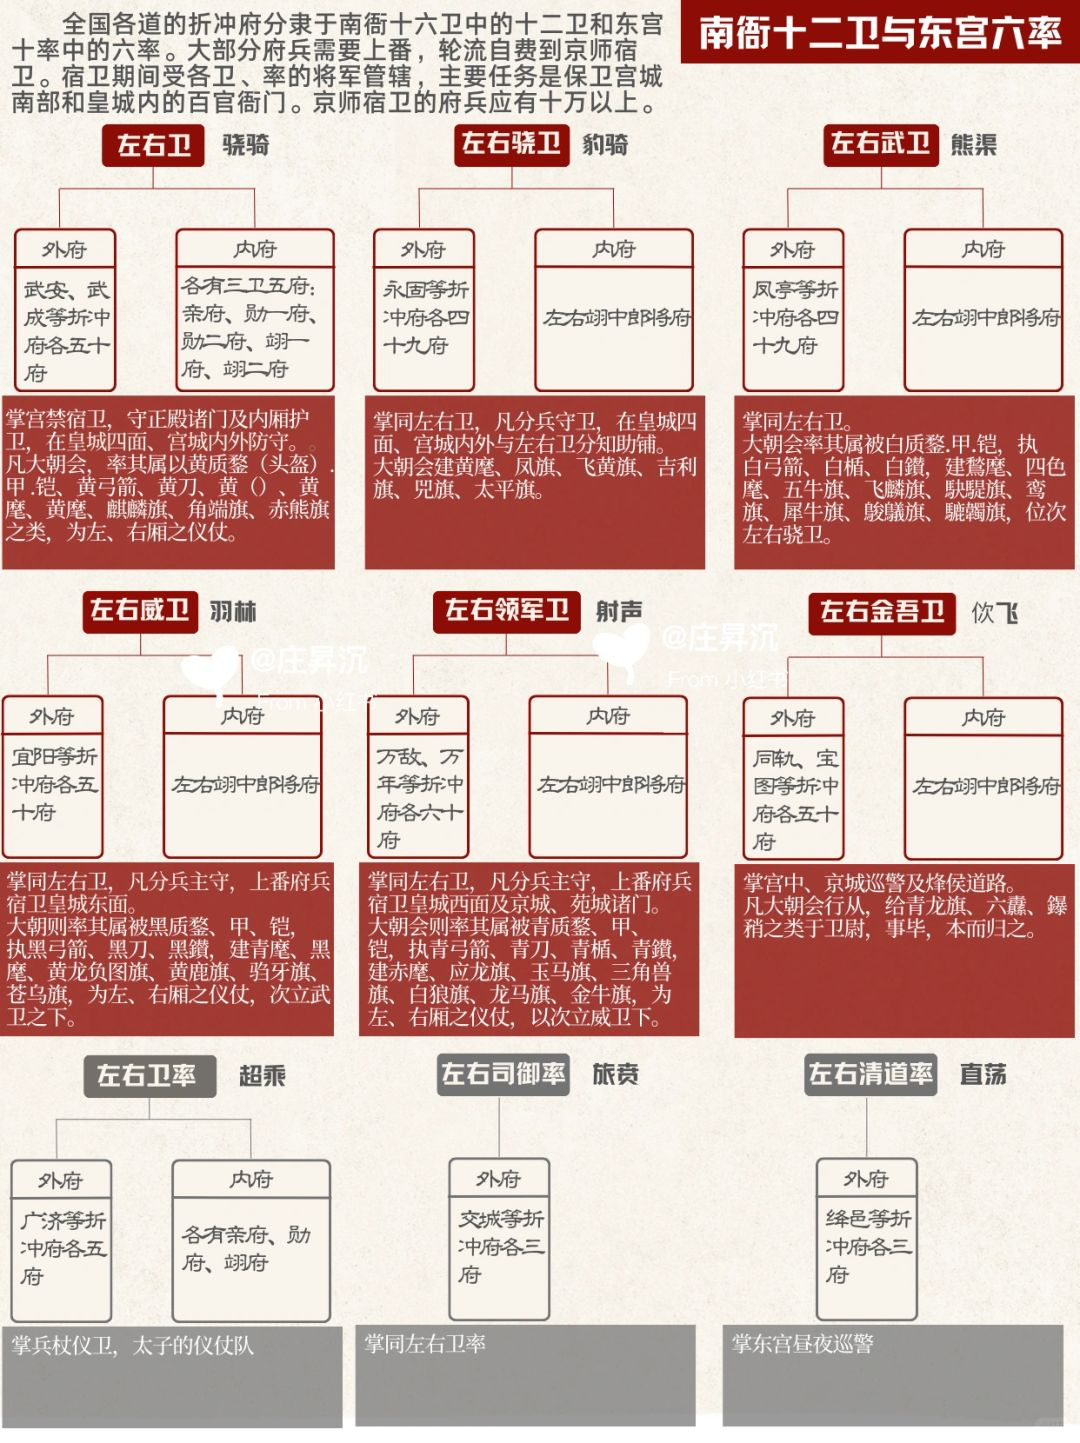 南衙十二卫与东宫六率
全国各道的折冲府分隶于南衙十六卫中的十二卫和东宫
十率中的六率。大部分府兵需要上番，轮流自费到京师宿
卫。宿卫期间受各卫、率的将军管辖，主要任务是保卫宫城
南部和皇城内的百官衙门。京师宿卫的府兵应有十万以上。
左右卫 骁骑
外府
武安、武
成等折冲
府各五十
府
内府
各有三卫五府：
亲府、勋一府、
勋二府、翊一
府、翊二府
掌宫禁宿卫，守正殿诸门及内厢护
卫，在皇城四面、宫城内外防守。。
凡大朝会，率其属以黄质鍪（头盔）.
甲.铠、黄弓箭、黄刀、黄（）、黄
麾、黄麾、麒麟旗、角端旗、赤熊旗
之类，为左、右厢之仪仗。
左右骁卫 豹骑
外府
永固等折
冲府各四
十九府
内府
左右翊中郎将府
掌同左右卫，凡分兵守卫，在皇城四
面、宫城内外与左右卫分知助铺。
大朝会建黄麾、凤旗、飞黄旗、吉利
旗、兕旗、太平旗。
左右武卫 熊渠
外府
凤亭等折
冲府各四
十九府
内府
左右翊中郎将府
掌同左右卫。
大朝会率其属被白质鍪.甲.铠，执
白弓箭、白楯、白鑚，建鶖麾、四色
麾、五牛旗、飞麟旗、駃騠旗、鸾
旗、犀牛旗、鵔鸃旗、騼䮷旗，位次
左右骁卫。
左右威卫 羽林
外府
宜阳等折
冲府各五
十府
内府
左右翊中郎将府
掌同左右卫，凡分兵主守，上番府兵
宿卫皇城东面。
大朝则率其属被黑质鍪、甲、铠，
执黑弓箭、黑刀、黑鑚，建青麾、黑
麾、黄龙负图旗、黄鹿旗、驺牙旗、
苍乌旗，为左、右厢之仪仗，次立武
卫之下。
左右领军卫 射声
外府
万敌、万
年等折冲
府各六十
府
内府
左右翊中郎将府
掌同左右卫，凡分兵主守，上番府兵
宿卫皇城西面及京城、苑城诸门。
大朝会则率其属被青质鍪、甲、
铠，执青弓箭、青刀、青楯、青鑚，
建赤麾、应龙旗、玉马旗、三角兽
旗、白狼旗、龙马旗、金牛旗，为
左、右厢之仪仗，以次立威卫下。
左右金吾卫 佽飞
外府
同轨、宝
图等折冲
府各五十
府
内府
左右翊中郎将府
掌宫中、京城巡警及烽侯道路。
凡大朝会行从，给青龙旗、六纛、鑤
矟之类于卫尉，事毕，本而归之。
@庄昇沉
From 小红书
@庄昇沉
From 小红书
左右卫率 超乘
外府
广济等折
冲府各五
府
内府
各有亲府、勋
府、翊府
掌兵杖仪卫，太子的仪仗队
左右司御率 旅贲
外府
交城等折
冲府各三
府
掌同左右卫率
左右清道率 直荡
外府
绛邑等折
冲府各三
府
掌东宫昼夜巡警